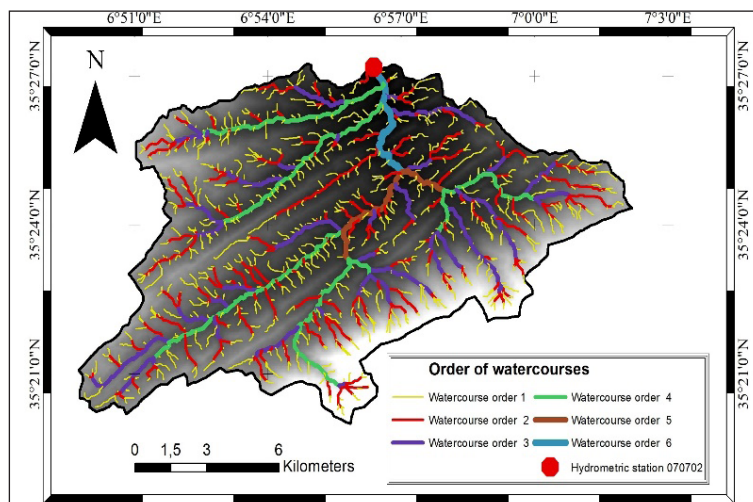 6°51'0"E 6°54'0"E 6°57'0"E 7°0'0"E 7°3'0"E
35°27'0"N 35°27'0"N
N
35°24'0"N 35°24'0"N
35°21'0"N 35°21'0"N
Order of watercourses
Watercourse order 1 Watercourse order 4
Watercourse order 2 Watercourse order 5
Watercourse order 3 Watercourse order 6
Hydrometric station 070702
0 1,5 3 6
Kilometers